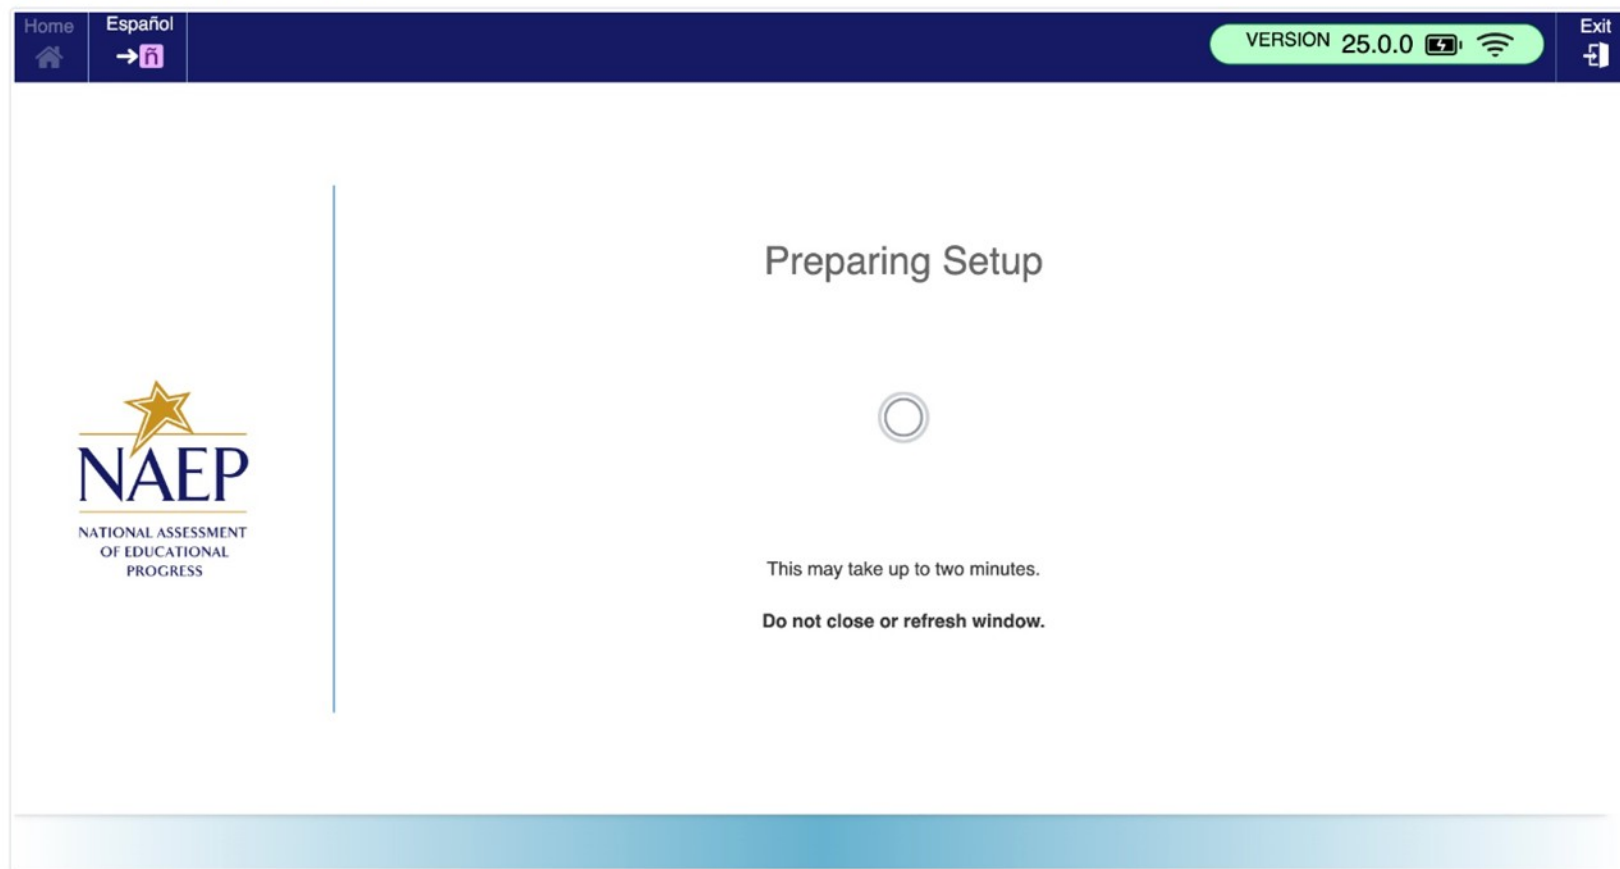 Home
Español
ñ
VERSION 25.0.0
Exit
Preparing Setup
NAEP
NATIONAL ASSESSMENT
OF EDUCATIONAL
PROGRESS
This may take up to two minutes.
Do not close or refresh window.